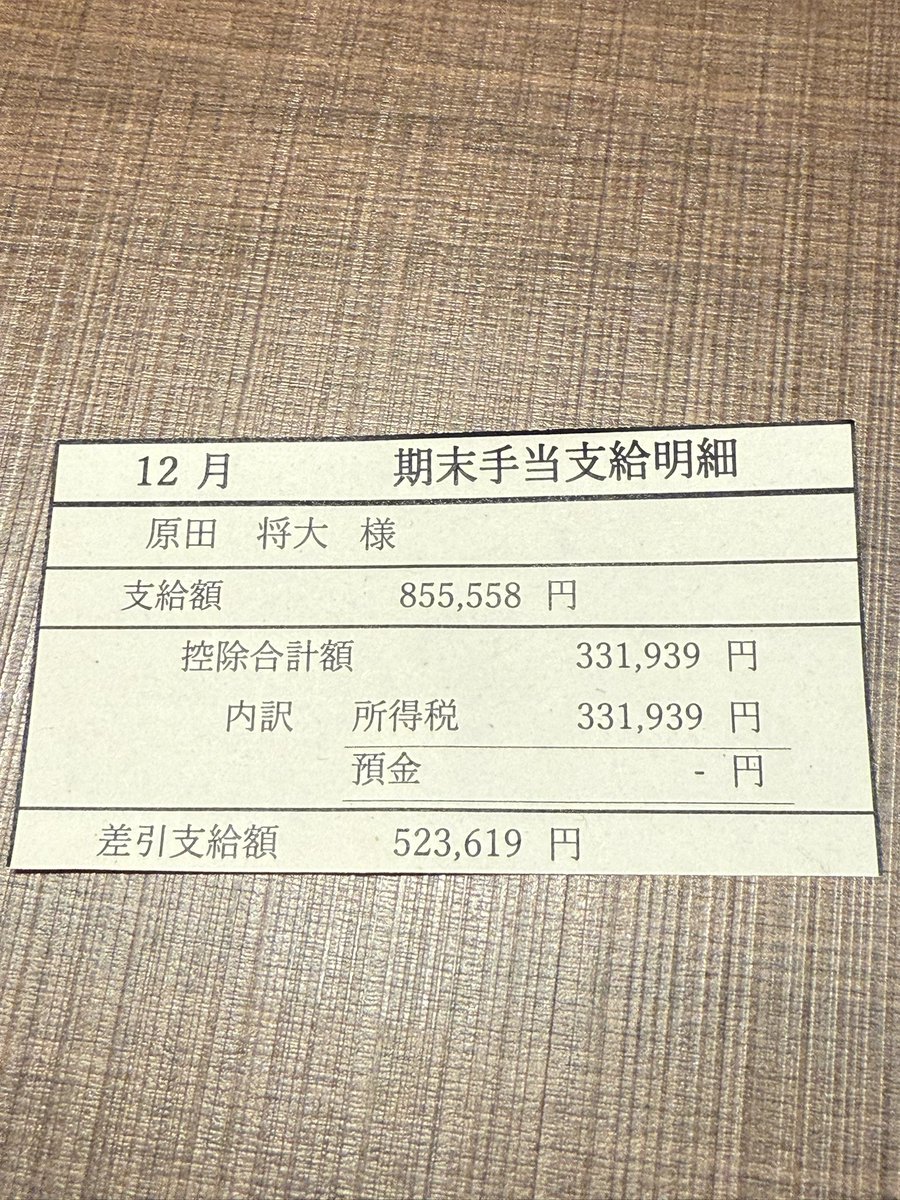 12 月 期末手当支給明細
原田 将大 様
支給額 855,558 円
控除合計額 331,939 円
内訳 所得税 331,939 円
預金 - 円
差引支給額 523,619 円